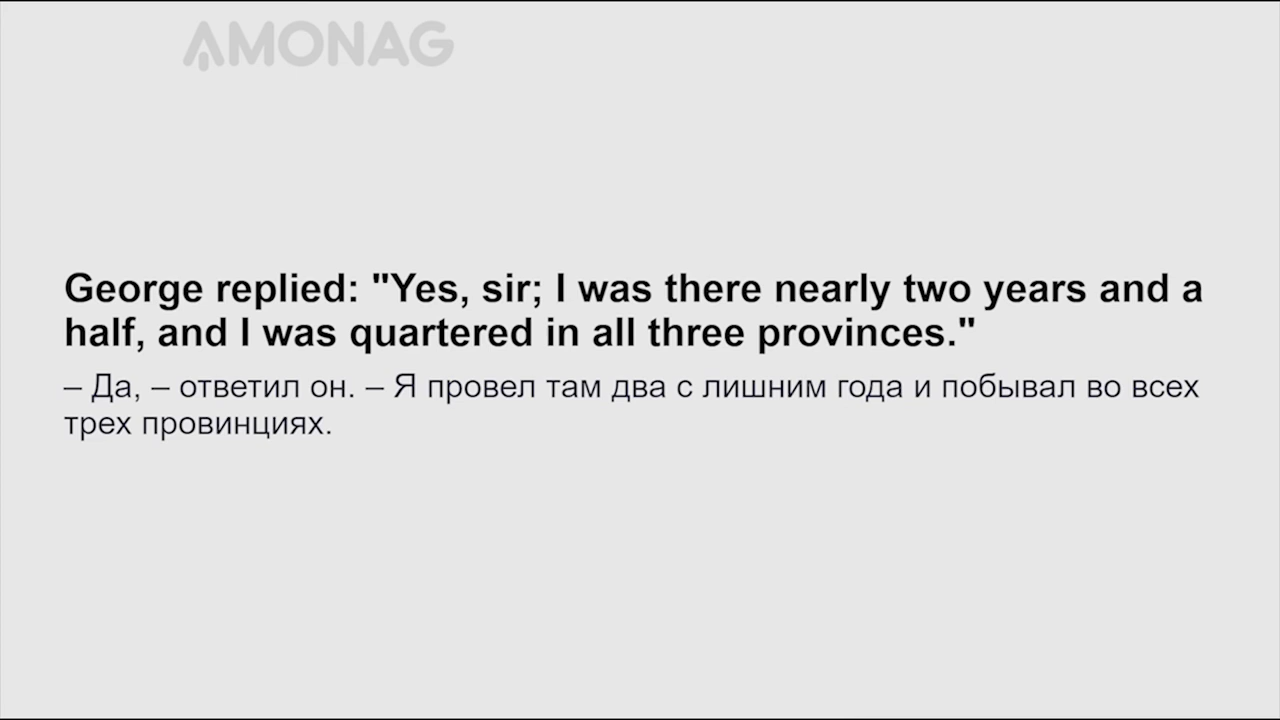 AMONAG
George replied: "Yes, sir; I was there nearly two years and a
half, and I was quartered in all three provinces."
– Да, – ответил он. – Я провел там два с лишним года и побывал во всех
трех провинциях.